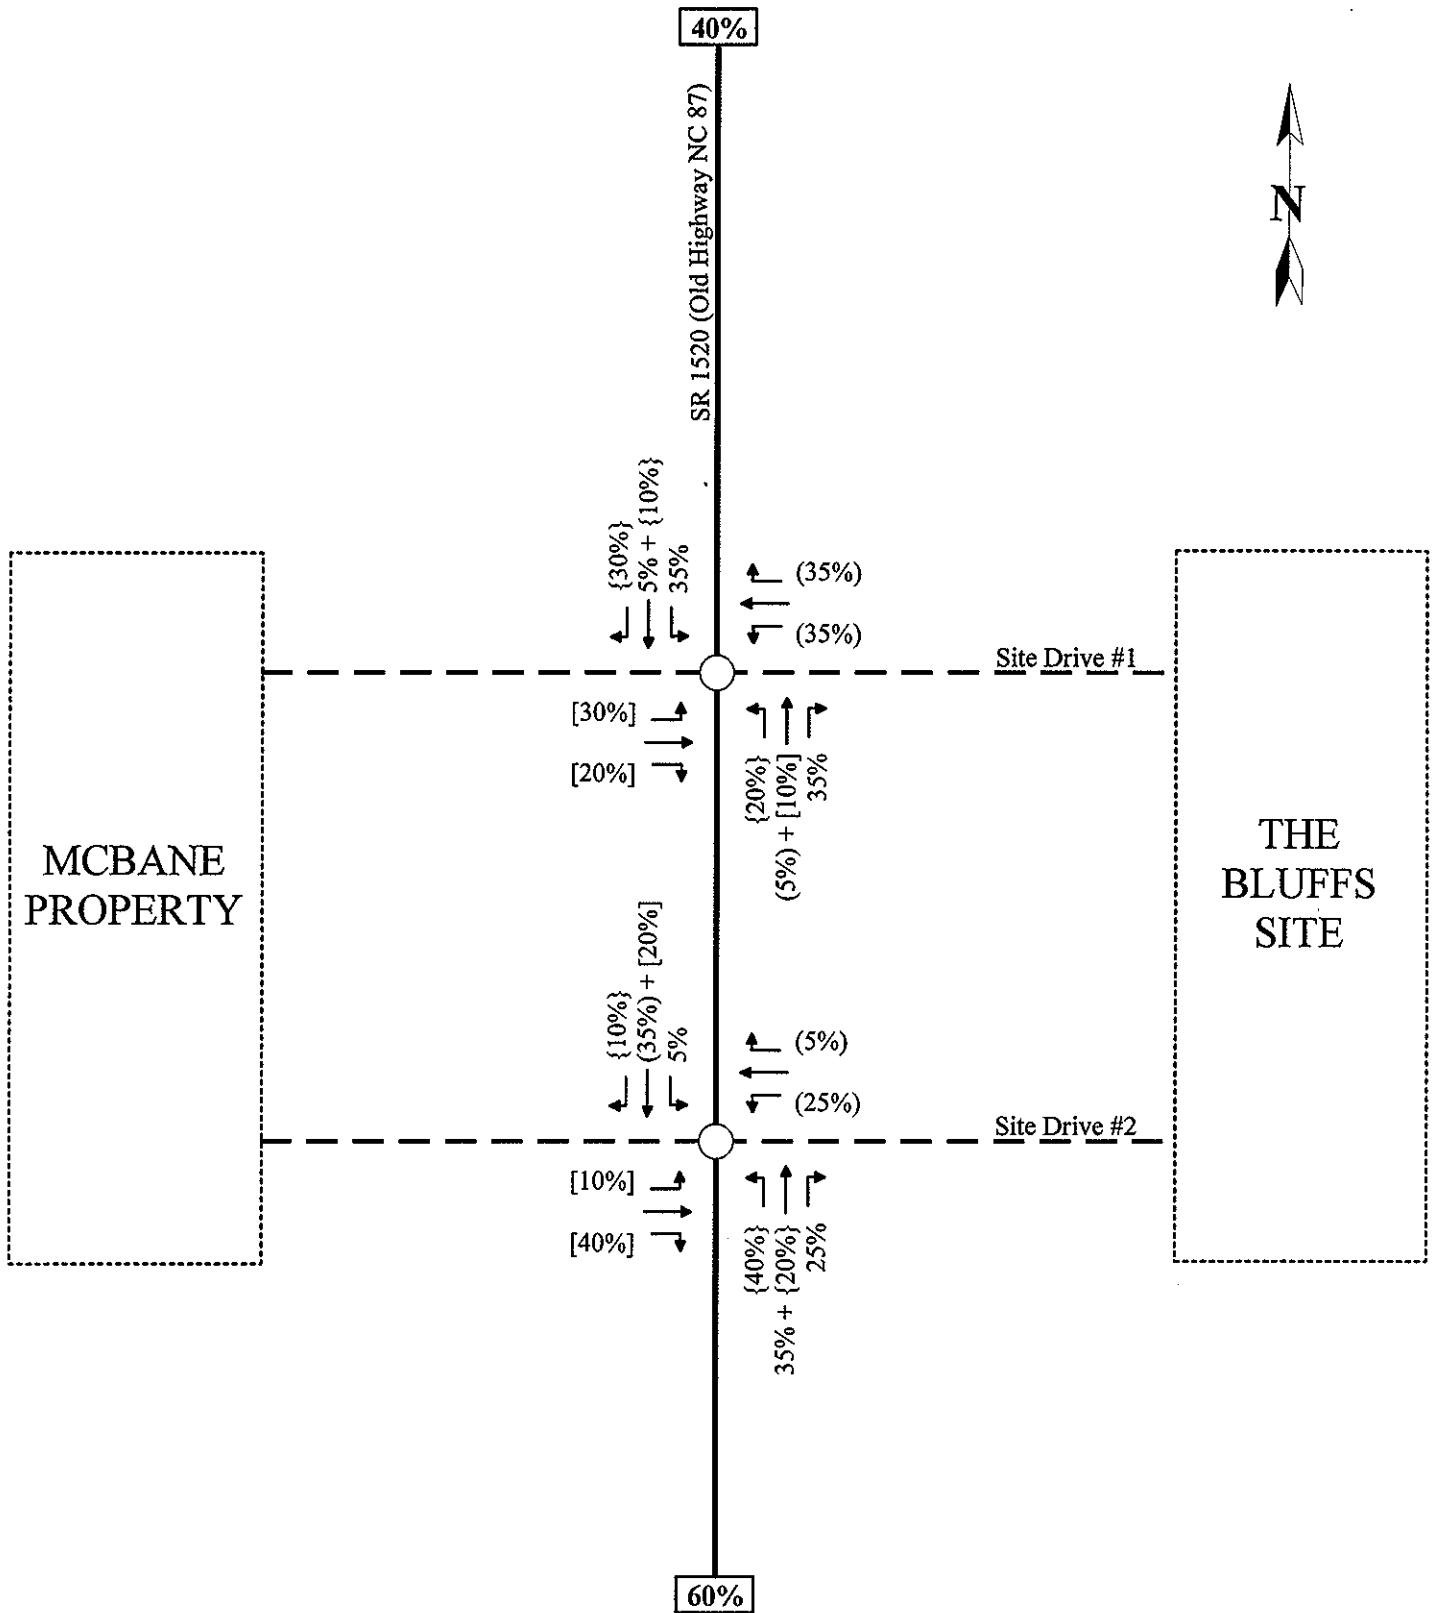 40%
SR 1520 (Old Highway NC 87)
N
{30%}
5% + {10%}
35%
(35%)
(35%)
Site Drive #1
[30%]
[20%]
{20%}
(5%) + [10%]
35%
MCBANE
PROPERTY
THE
BLUFFS
SITE
{10%}
(35%) + [20%]
5%
(5%)
(25%)
Site Drive #2
[10%]
[40%]
{40%}
35% + {20%}
25%
60%